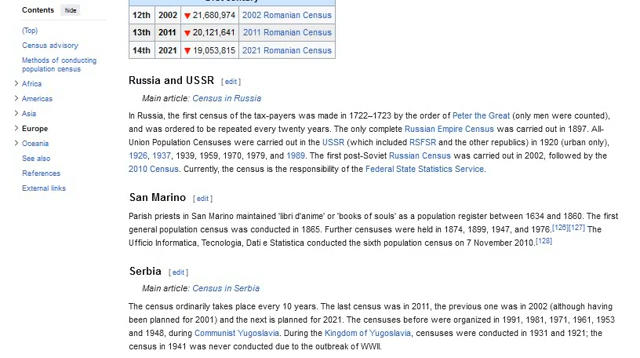 Contents hide
(Top)
Census advisory
Methods of conducting
population census
Africa
Americas
Asia
Europe
Oceania
See also
References
External links
12th 2002 ▼ 21,680,974 2002 Romanian Census
13th 2011 ▼ 20,121,641 2011 Romanian Census
14th 2021 ▼ 19,053,815 2021 Romanian Census
Russia and USSR [ edit ]
Main article: Census in Russia
In Russia, the first census of the tax-payers was made in 1722–1723 by the order of Peter the Great (only men were counted),
and was ordered to be repeated every twenty years. The only complete Russian Empire Census was carried out in 1897. All-
Union Population Censuses were carried out in the USSR (which included RSFSR and the other republics) in 1920 (urban only),
1926, 1937, 1939, 1959, 1970, 1979, and 1989. The first post-Soviet Russian Census was carried out in 2002, followed by the
2010 Census. Currently, the census is the responsibility of the Federal State Statistics Service.
San Marino [ edit ]
Parish priests in San Marino maintained 'libri d'anime' or 'books of souls' as a population register between 1634 and 1860. The first
general population census was conducted in 1865. Further censuses were held in 1874, 1899, 1947, and 1976.[126][127] The
Ufficio Informatica, Tecnologia, Dati e Statistica conducted the sixth population census on 7 November 2010.[128]
Serbia [ edit ]
Main article: Census in Serbia
The census ordinarily takes place every 10 years. The last census was in 2011, the previous one was in 2002 (although having
been planned for 2001) and the next is planned for 2021. The censuses before were organized in 1991, 1981, 1971, 1961, 1953
and 1948, during Communist Yugoslavia. During the Kingdom of Yugoslavia, censuses were conducted in 1931 and 1921; the
census in 1941 was never conducted due to the outbreak of WWII.